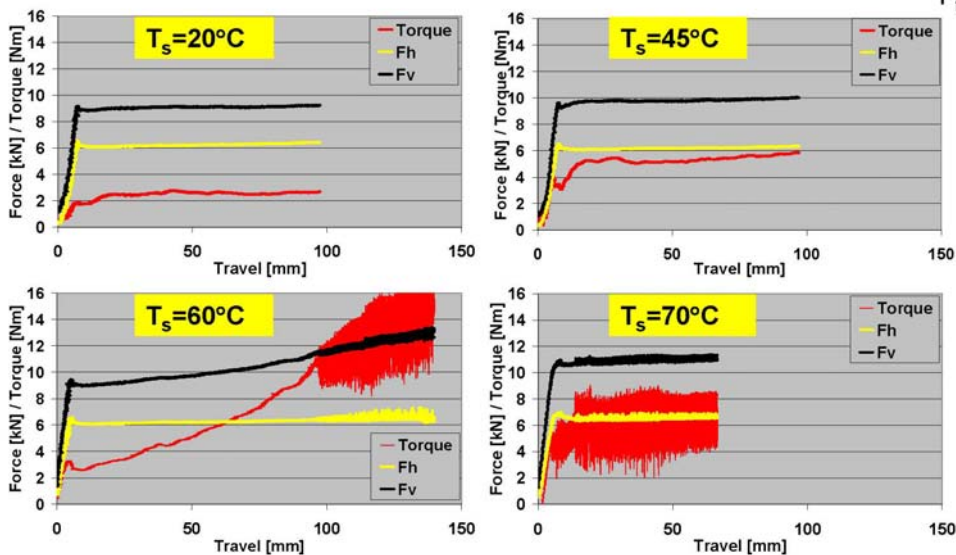 16
14
12
10
8
6
4
2
0
Force [kN] / Torque [Nm]
Ts=20°C
Torque
Fh
Fv
0 50 100 150
Travel [mm]
16
14
12
10
8
6
4
2
0
Force [kN] / Torque [Nm]
Ts=45°C
Torque
Fh
Fv
0 50 100 150
Travel [mm]
16
14
12
10
8
6
4
2
0
Force [kN] / Torque [Nm]
Ts=60°C
Torque
Fh
Fv
0 50 100 150
Travel [mm]
16
14
12
10
8
6
4
2
0
Force [kN] / Torque [Nm]
Ts=70°C
Torque
Fh
Fv
0 50 100 150
Travel [mm]